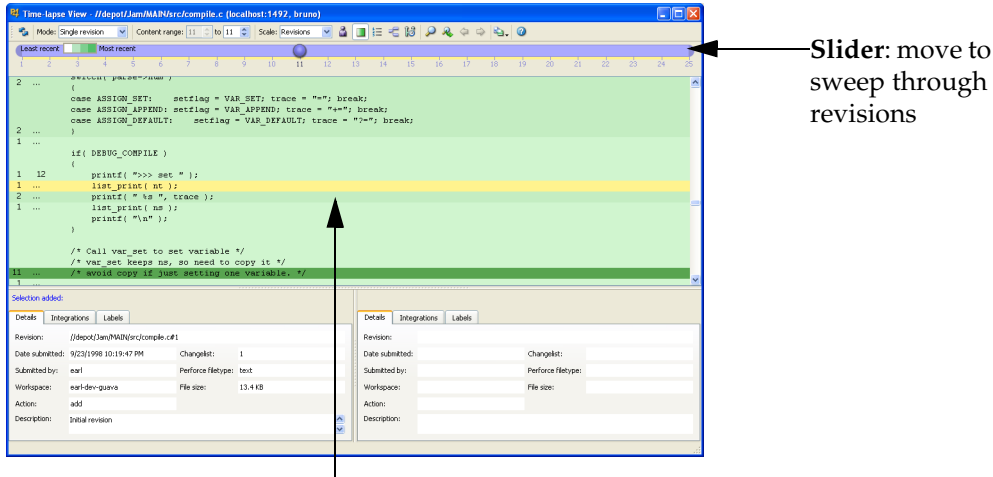 Time-lapse View - //depot/Jam/MAIN/src/compile.c (localhost:1492, bruno)
Mode: Single revision Content range: 11 to 11 Scale: Revisions
Least recent Most recent
1 2 3 4 5 6 7 8 9 10 11 12 13 14 15 16 17 18 19 20 21 22 23 24 25
Slider: move to
sweep through
revisions
2 ... switch( parse->num )
{
case ASSIGN_SET: setflag = VAR_SET; trace = "="; break;
case ASSIGN_APPEND: setflag = VAR_APPEND; trace = "+="; break;
case ASSIGN_DEFAULT: setflag = VAR_DEFAULT; trace = "?="; break;
2 ... }
1 ...
if( DEBUG_COMPILE )
{
1 12 printf( ">>> set " );
1 ... list_print( nt );
2 ... printf( " %s ", trace );
1 ... list_print( ns );
printf( "\n" );
}
/* Call var_set to set variable */
/* var_set keeps ns, so need to copy it */
11 ... /* avoid copy if just setting one variable. */
1 ...
Selection added:
Details Integrations Labels
Revision: //depot/Jam/MAIN/src/compile.c#1
Date submitted: 9/23/1998 10:19:47 PM Changelist: 1
Submitted by: earl Perforce filetype: text
Workspace: earl-dev-guava File size: 13.4 KB
Action: add
Description: Initial revision
Details Integrations Labels
Revision:
Date submitted: Changelist:
Submitted by: Perforce filetype:
Workspace: File size:
Action:
Description: